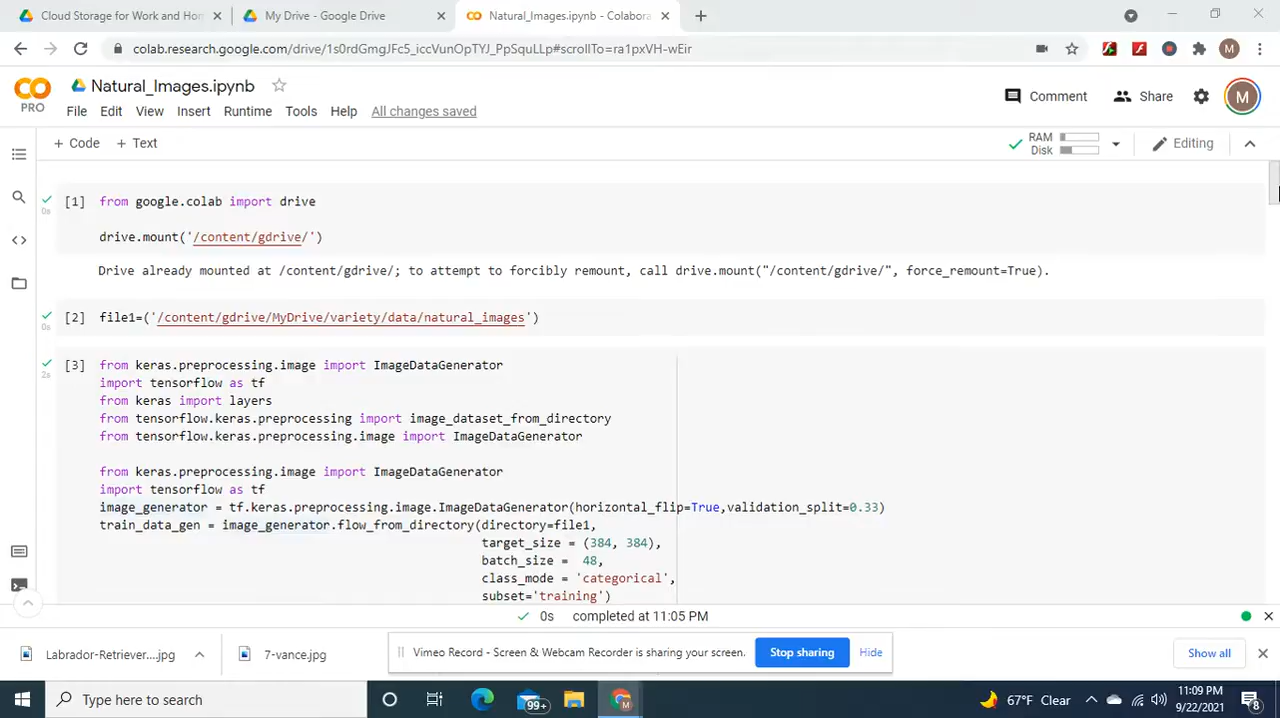 Cloud Storage for Work and Hom
My Drive - Google Drive
Natural_Images.ipynb - Colabora
colab.research.google.com/drive/1s0rdGmgJFc5_iccVunOpTYJ_PpSquLLp#scrollTo=ra1pxVH-wEir
M
PRO
Natural_Images.ipynb
Comment
Share
M
File Edit View Insert Runtime Tools Help All changes saved
+ Code + Text
RAM
Disk
Editing
[1] from google.colab import drive
0s
drive.mount('/content/gdrive/')
Drive already mounted at /content/gdrive/; to attempt to forcibly remount, call drive.mount("/content/gdrive/", force_remount=True).
[2] file1=('/content/gdrive/MyDrive/variety/data/natural_images')
0s
[3] from keras.preprocessing.image import ImageDataGenerator
2s
import tensorflow as tf
from keras import layers
from tensorflow.keras.preprocessing import image_dataset_from_directory
from tensorflow.keras.preprocessing.image import ImageDataGenerator
from keras.preprocessing.image import ImageDataGenerator
import tensorflow as tf
image_generator = tf.keras.preprocessing.image.ImageDataGenerator(horizontal_flip=True,validation_split=0.33)
train_data_gen = image_generator.flow_from_directory(directory=file1,
target_size = (384, 384),
batch_size = 48,
class_mode = 'categorical',
subset='training')
0s completed at 11:05 PM
Labrador-Retriever....jpg
7-vance.jpg
Vimeo Record - Screen & Webcam Recorder is sharing your screen.
Stop sharing
Hide
Show all
Type here to search
99+
M
67°F Clear
11:09 PM
9/22/2021
8